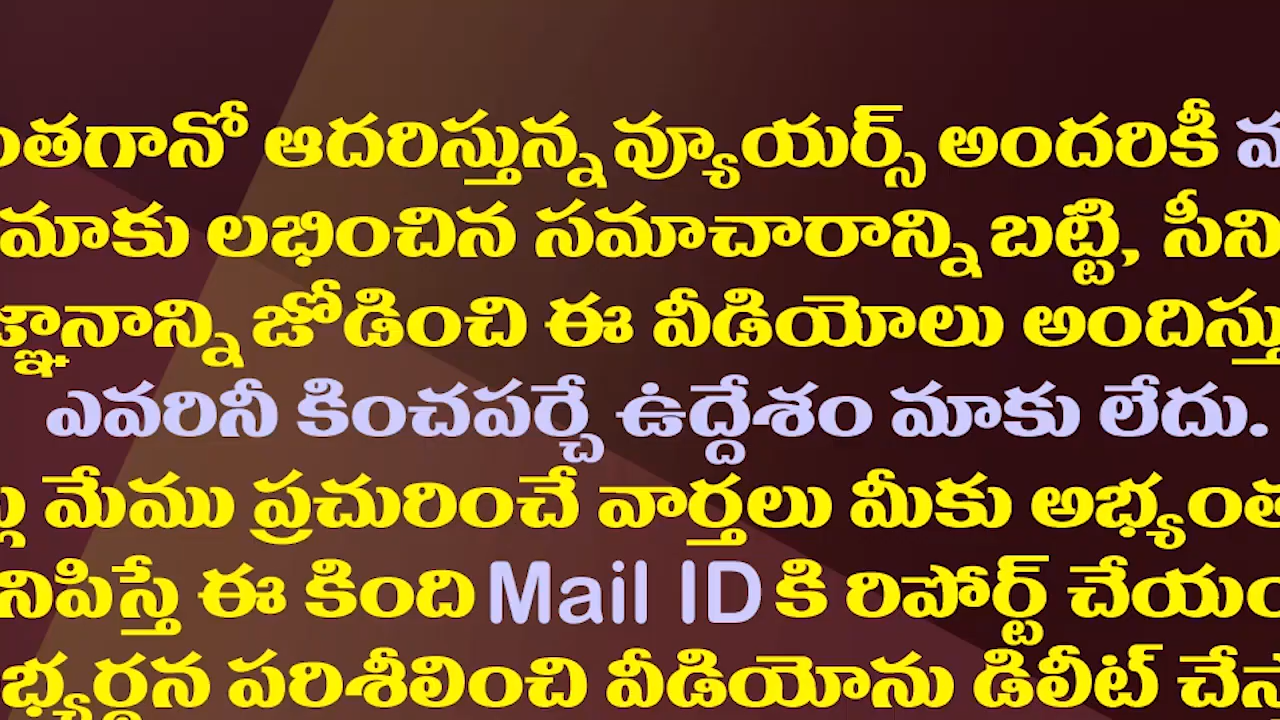 ంతగానో ఆదరిస్తున్న వ్యూయర్స్ అందరికీ
మాకు లభించిన సమాచారాన్ని బట్టి, సీని
జ్ఞానాన్ని జోడించి ఈ వీడియోలు అందిస్తు
ఎవరినీ కించపర్చే ఉద్దేశం మాకు లేదు.
మేము ప్రచురించే వార్తలు మీకు అభ్యంత
నిపిస్తే ఈ కింది Mail ID కి రిపోర్ట్ చేయం
భ్యర్థన పరిశీలించి వీడియోను డిలీట్ చేస